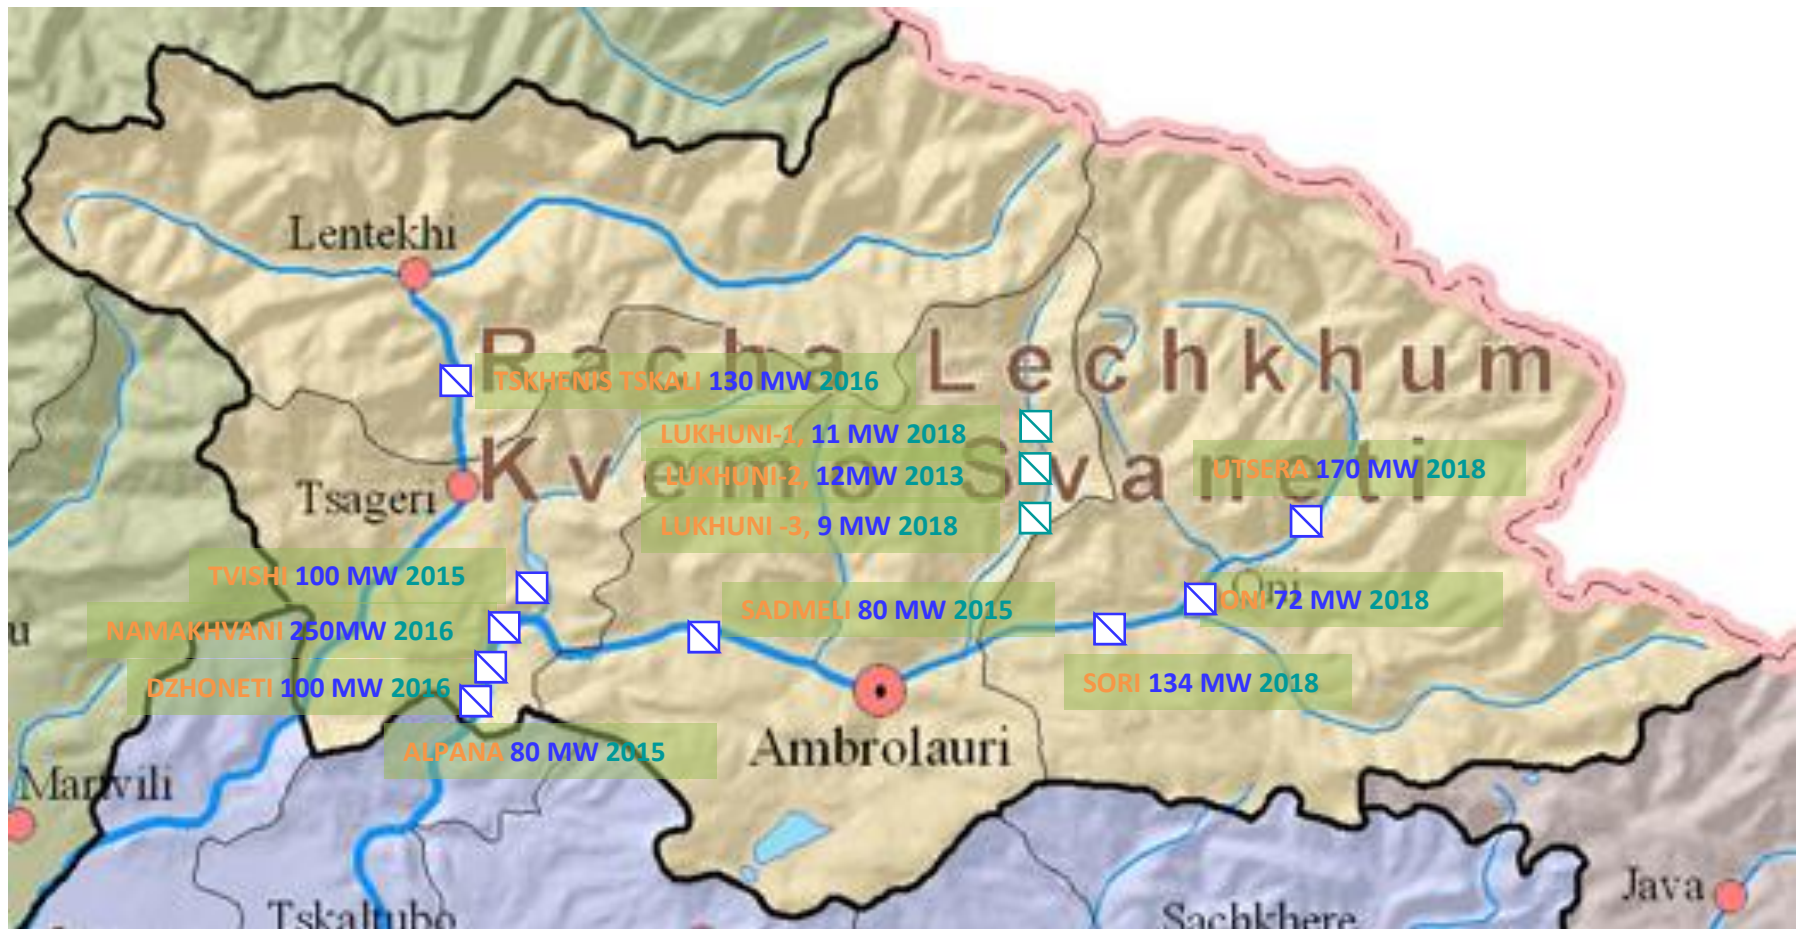 Lentekhi
Racha Lechkhum
TSKHENIS TSKALI 130 MW 2016
LUKHUNI-1, 11 MW 2018
Kvemo Svaneti
UTSERA 170 MW 2018
LUKHUNI-2, 12MW 2013
Tsageri
LUKHUNI -3, 9 MW 2018
TVISHI 100 MW 2015
Oni
ONI 72 MW 2018
SADMELI 80 MW 2015
u
NAMAKHVANI 250MW 2016
SORI 134 MW 2018
DZHONETI 100 MW 2016
ALPANA 80 MW 2015
Ambrolauri
Martvili
Java
Tskaltubo
Sachkhere